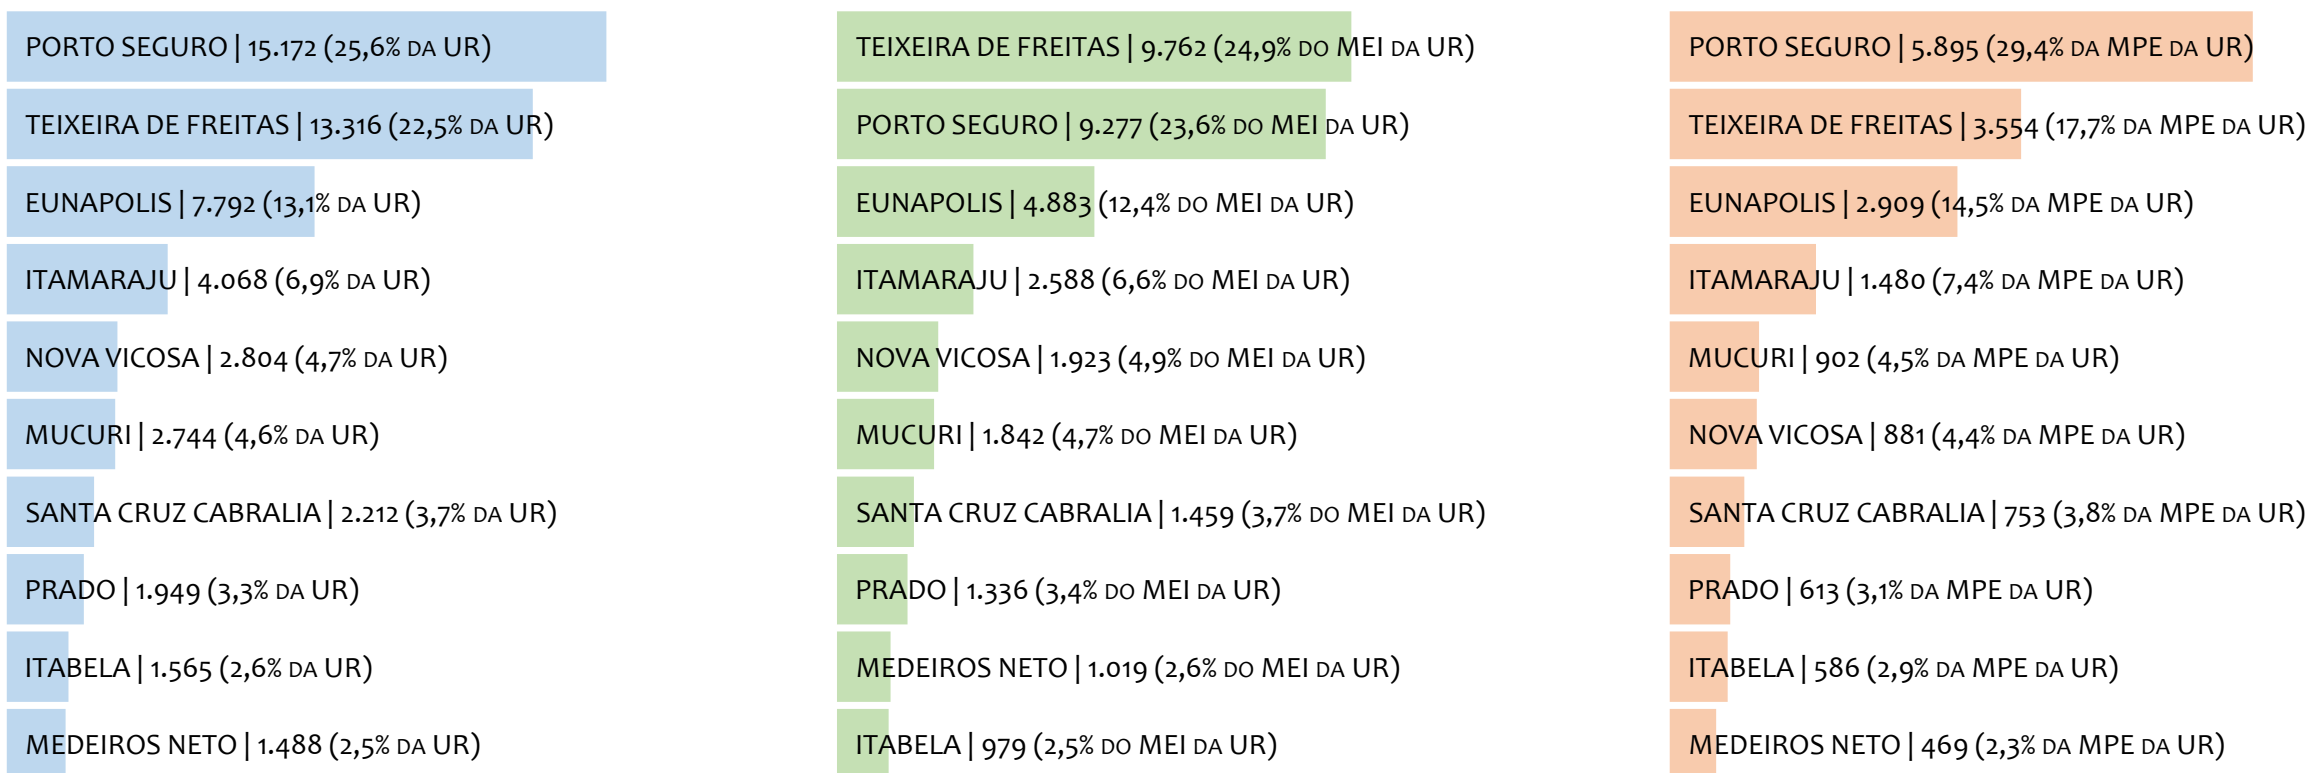 PORTO SEGURO | 15.172 (25,6% DA UR)
TEIXEIRA DE FREITAS | 13.316 (22,5% DA UR)
EUNAPOLIS | 7.792 (13,1% DA UR)
ITAMARAJU | 4.068 (6,9% DA UR)
NOVA VICOSA | 2.804 (4,7% DA UR)
MUCURI | 2.744 (4,6% DA UR)
SANTA CRUZ CABRALIA | 2.212 (3,7% DA UR)
PRADO | 1.949 (3,3% DA UR)
ITABELA | 1.565 (2,6% DA UR)
MEDEIROS NETO | 1.488 (2,5% DA UR)
TEIXEIRA DE FREITAS | 9.762 (24,9% DO MEI DA UR)
PORTO SEGURO | 9.277 (23,6% DO MEI DA UR)
EUNAPOLIS | 4.883 (12,4% DO MEI DA UR)
ITAMARAJU | 2.588 (6,6% DO MEI DA UR)
NOVA VICOSA | 1.923 (4,9% DO MEI DA UR)
MUCURI | 1.842 (4,7% DO MEI DA UR)
SANTA CRUZ CABRALIA | 1.459 (3,7% DO MEI DA UR)
PRADO | 1.336 (3,4% DO MEI DA UR)
MEDEIROS NETO | 1.019 (2,6% DO MEI DA UR)
ITABELA | 979 (2,5% DO MEI DA UR)
PORTO SEGURO | 5.895 (29,4% DA MPE DA UR)
TEIXEIRA DE FREITAS | 3.554 (17,7% DA MPE DA UR)
EUNAPOLIS | 2.909 (14,5% DA MPE DA UR)
ITAMARAJU | 1.480 (7,4% DA MPE DA UR)
MUCURI | 902 (4,5% DA MPE DA UR)
NOVA VICOSA | 881 (4,4% DA MPE DA UR)
SANTA CRUZ CABRALIA | 753 (3,8% DA MPE DA UR)
PRADO | 613 (3,1% DA MPE DA UR)
ITABELA | 586 (2,9% DA MPE DA UR)
MEDEIROS NETO | 469 (2,3% DA MPE DA UR)